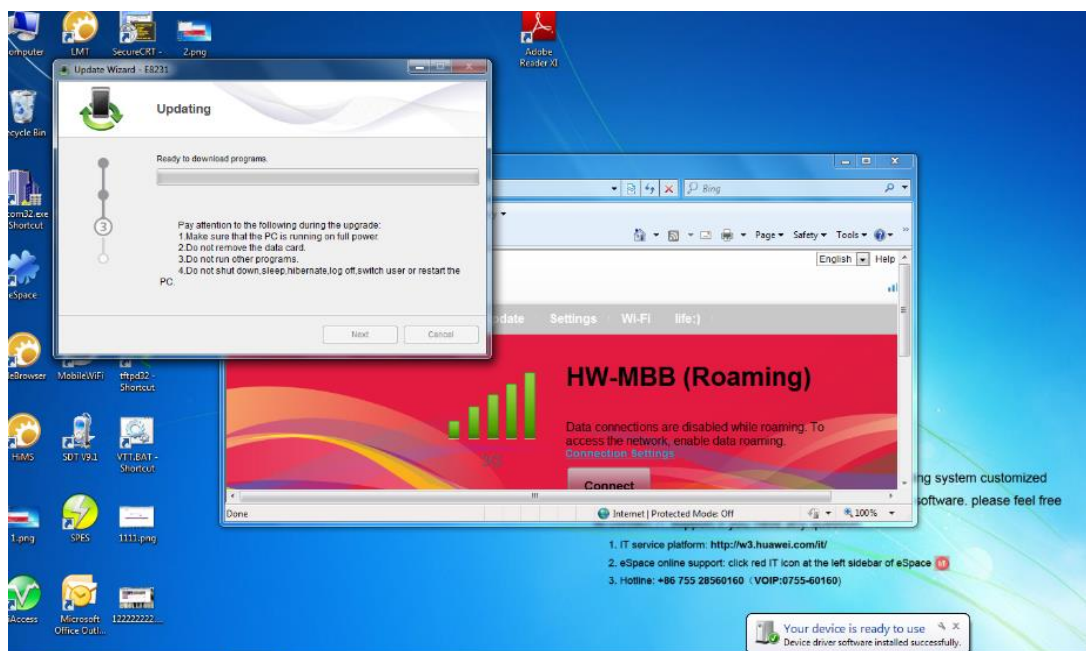 omputer
LMT
SecureCRT -
2.png
Adobe
Reader XI
ecycle Bin
com32.exe
Shortcut
eSpace
eBrowser
MobileWiFi
tftpd32 -
Shortcut
HiMS
SDT V9.1
VTT.BAT -
Shortcut
1.png
SPES
1111.png
iAccess
Microsoft
Office Outl...
122222222....
Update Wizard - E8231
Updating
Ready to download programs.
3
Pay attention to the following during the upgrade:
1.Make sure that the PC is running on full power.
2.Do not remove the data card.
3.Do not run other programs.
4.Do not shut down,sleep,hibernate,log off,switch user or restart the
PC.
Next
Cancel
Bing
Page
Safety
Tools
English
Help
pdate
Settings
Wi-Fi
life:)
HW-MBB (Roaming)
3G
Data connections are disabled while roaming. To
access the network, enable data roaming.
Connection Settings
Connect
Done
Internet | Protected Mode: Off
100%
ng system customized
software. please feel free
1. IT service platform: http://w3.huawei.com/it/
2. eSpace online support: click red IT icon at the left sidebar of eSpace
3. Hotline: +86 755 28560160（VOIP:0755-60160)
Your device is ready to use
Device driver software installed successfully.